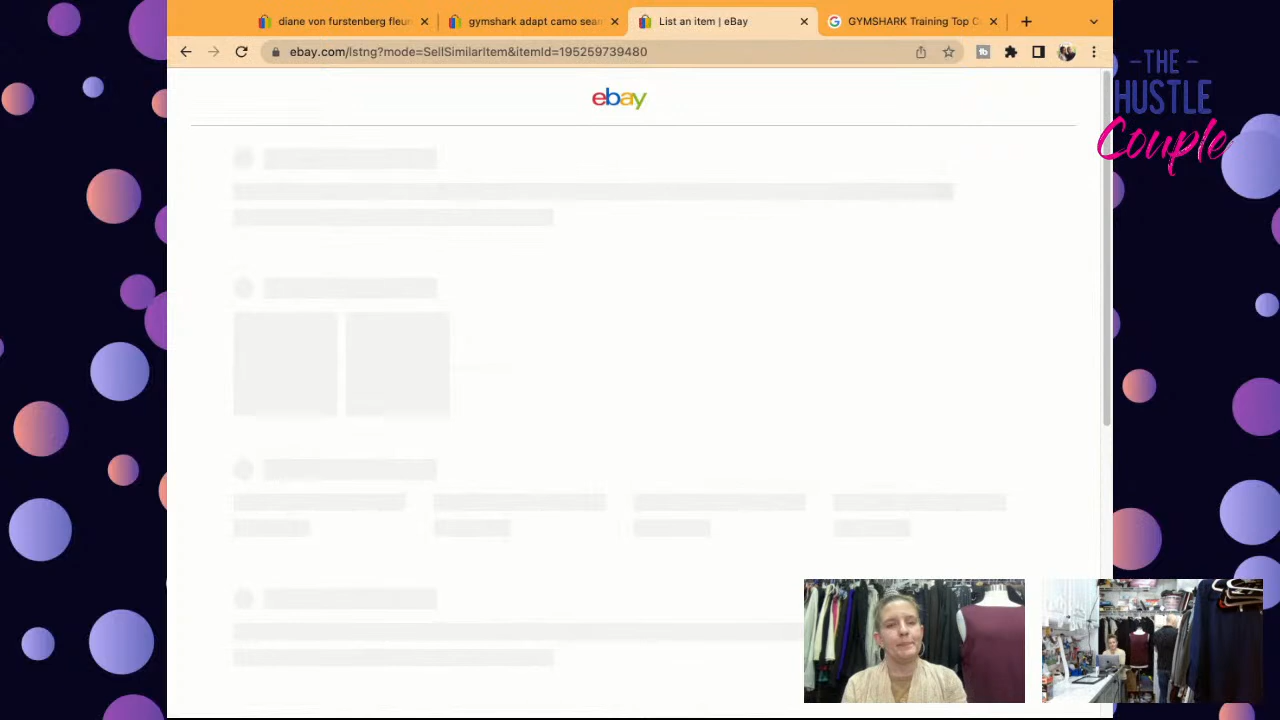 diane von furstenberg fleur
gymshark adapt camo seam
List an item | eBay
GYMSHARK Training Top C
ebay.com/lstng?mode=SellSimilarItem&itemId=195259739480
ebay
-THE-
HUSTLE
Couple